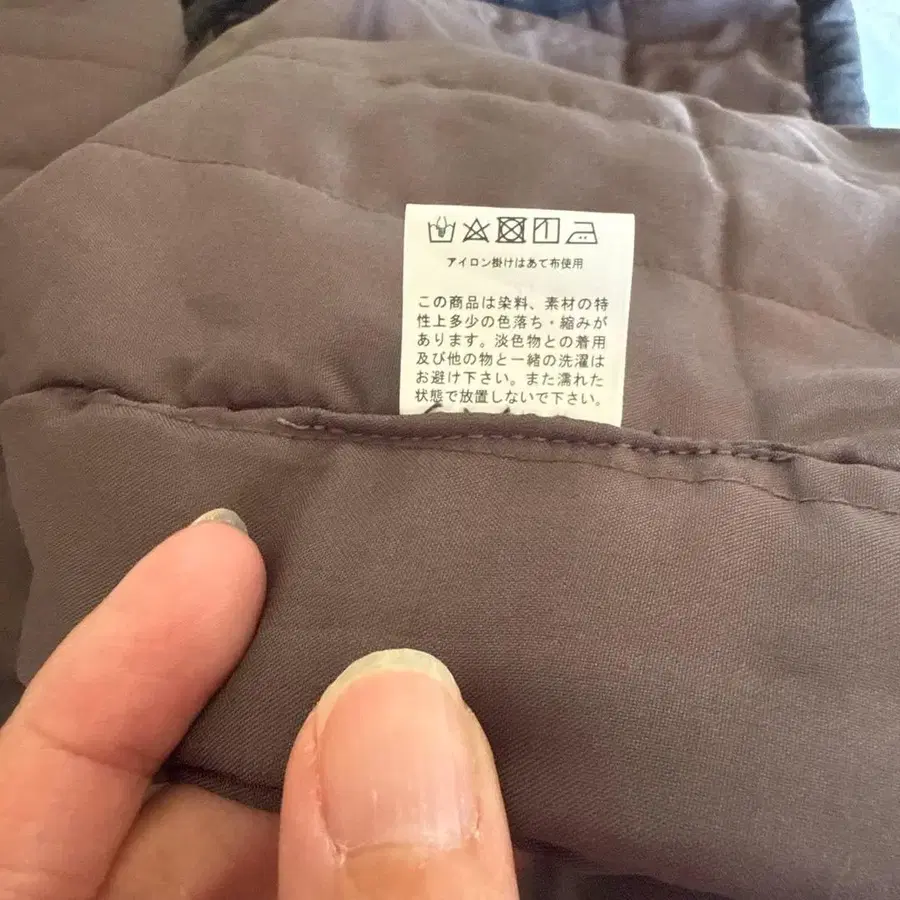 アイロン掛けはあて布使用
この商品は染料、素材の特
性上多少の色落ち・縮みが
あります。淡色物との着用
及び他の物と一緒の洗濯は
お避け下さい。また濡れた
状態で放置しないで下さい。